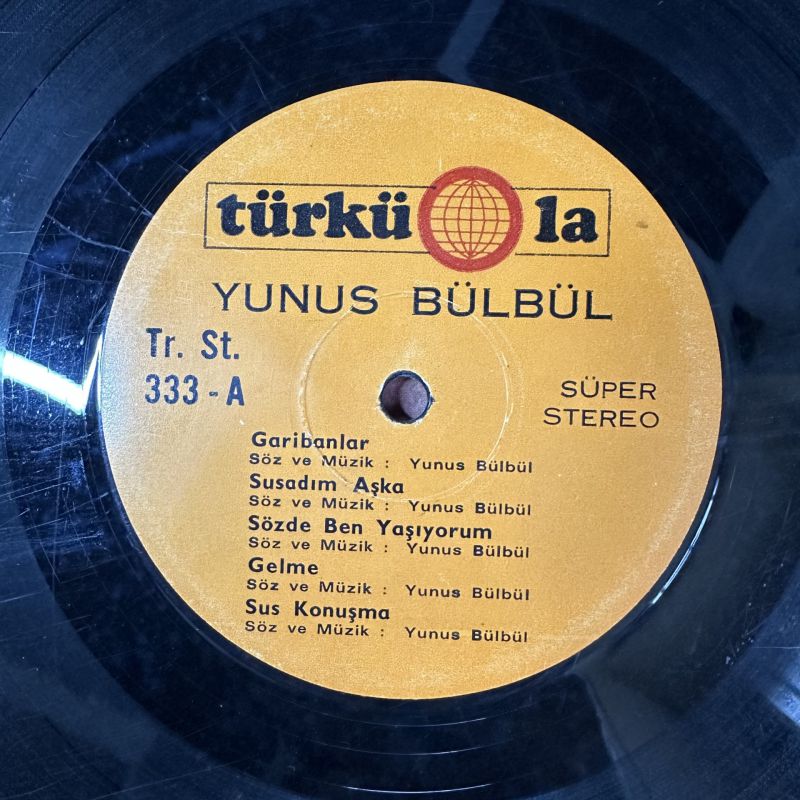 türküola
YUNUS BÜLBÜL
Tr. St.
333-A
SÜPER
STEREO
Garibanlar
Söz ve Müzik : Yunus Bülbül
Susadım Aşka
Söz ve Müzik : Yunus Bülbül
Sözde Ben Yaşıyorum
Söz ve Müzik : Yunus Bülbül
Gelme
Söz ve Müzik : Yunus Bülbül
Sus Konuşma
Söz ve Müzik : Yunus Bülbül